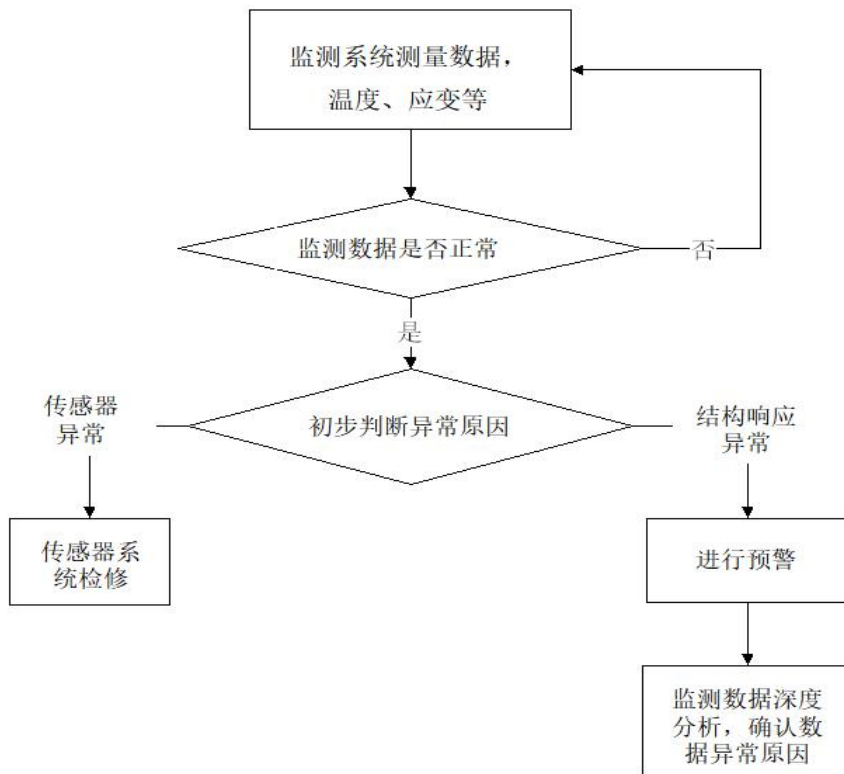 监测系统测量数据，
温度、应变等
监测数据是否正常
否
是
传感器
异常
初步判断异常原因
结构响应
异常
传感器系
统检修
进行预警
监测数据深度
分析，确认数
据异常原因